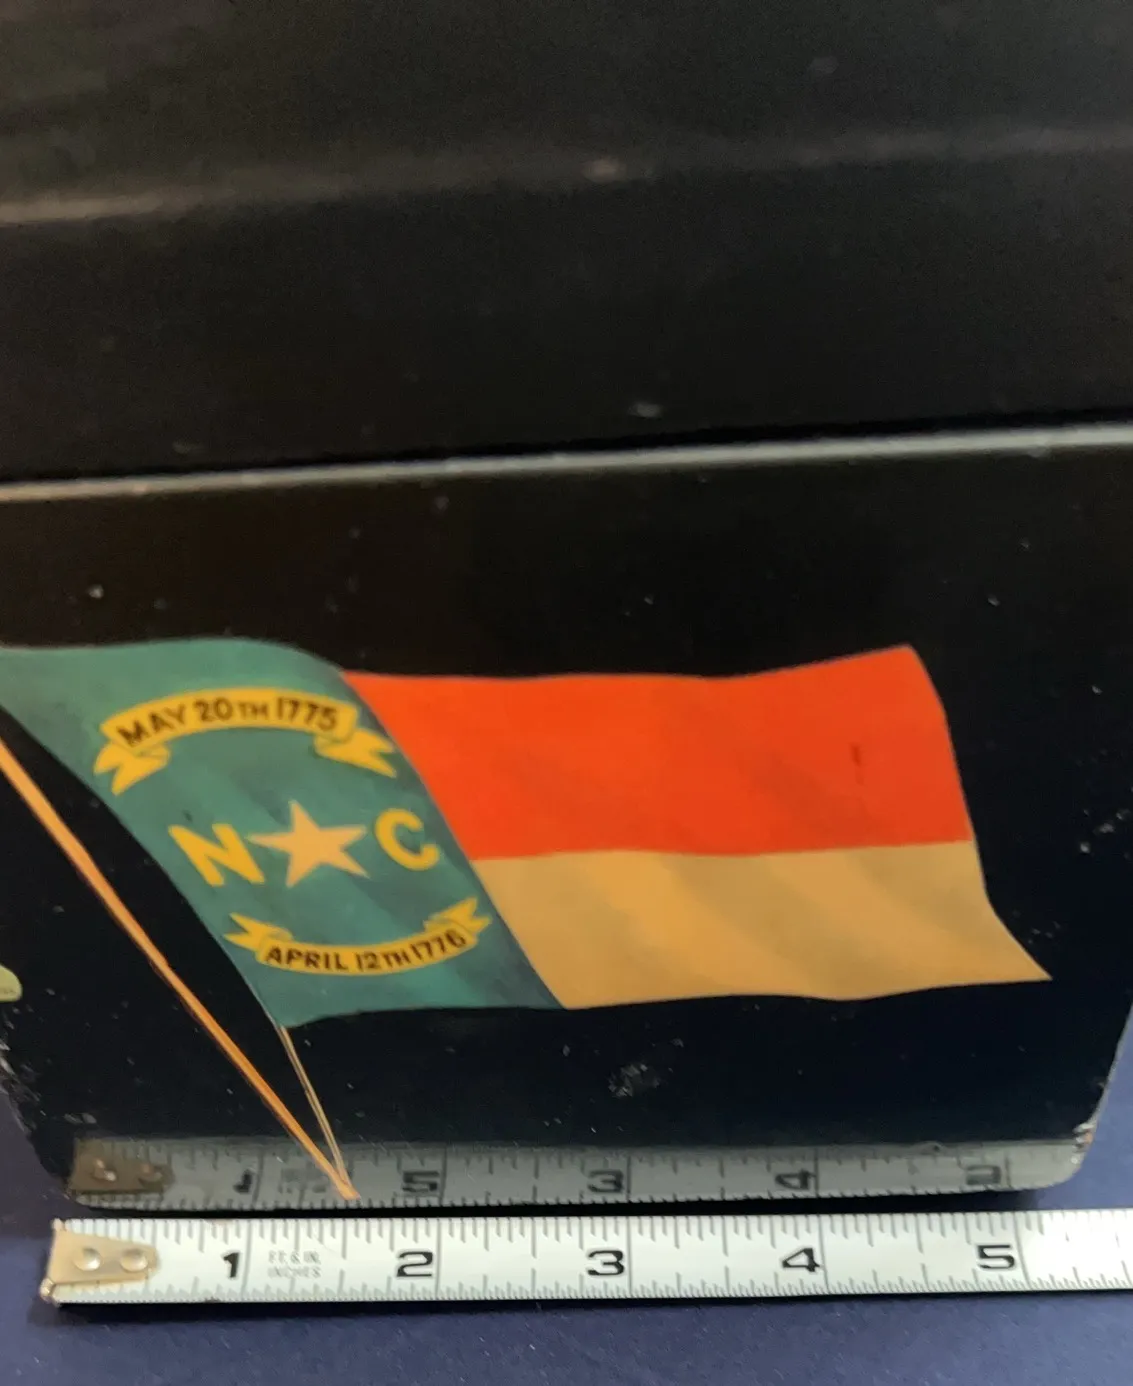 MAY 20TH 1775
N C
APRIL 12TH 1776
1 FT. & IN. INCHES 2 3 4 5